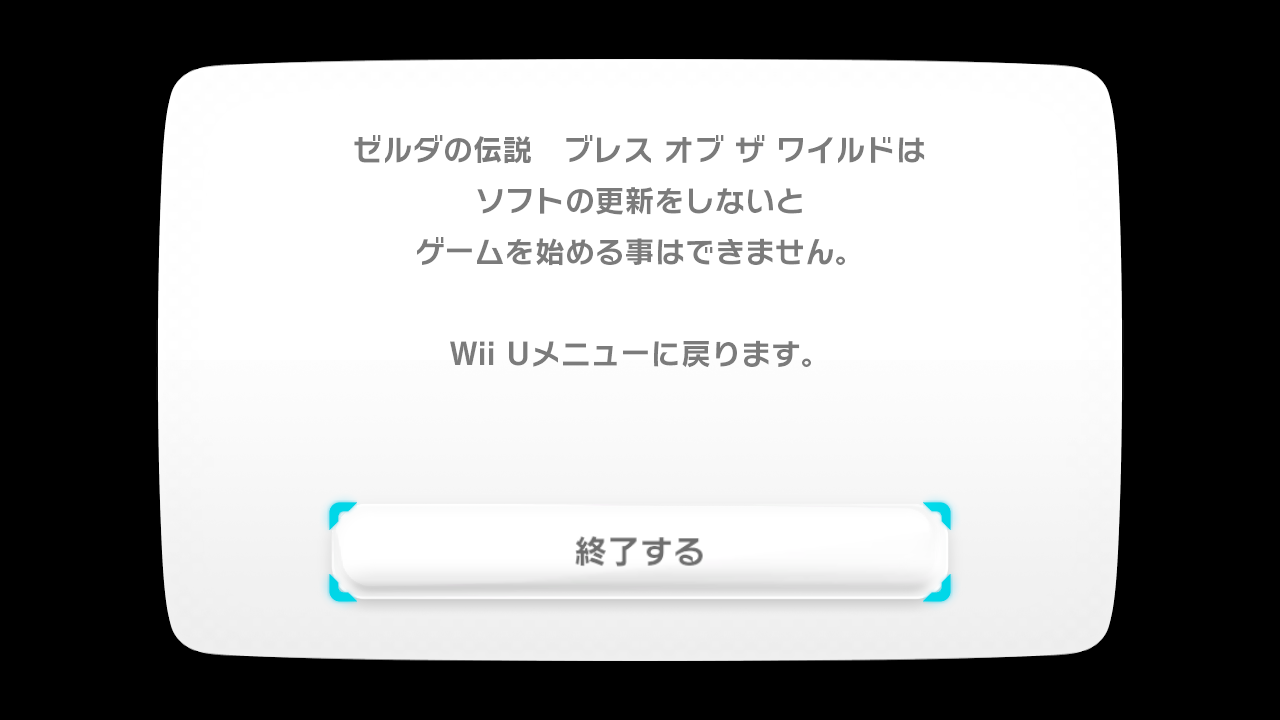 ゼルダの伝説　ブレス オブ ザ ワイルドは
ソフトの更新をしないと
ゲームを始める事はできません。
Wii Uメニューに戻ります。
終了する